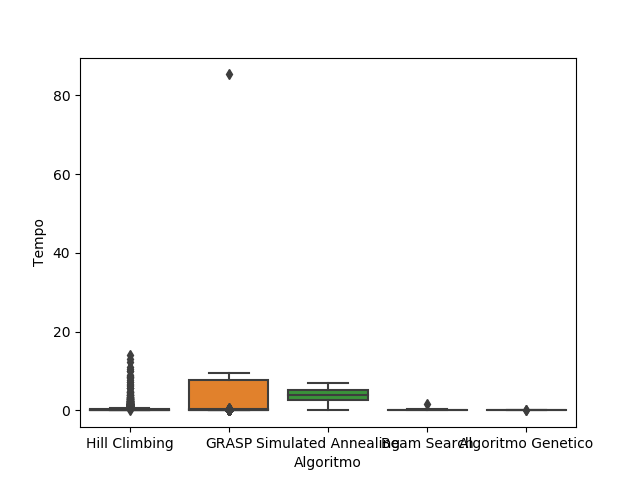 80
60
40
20
0
Tempo
Hill Climbing
GRASP
Simulated Annealing
Beam Search
Algoritmo Genetico
Algoritmo